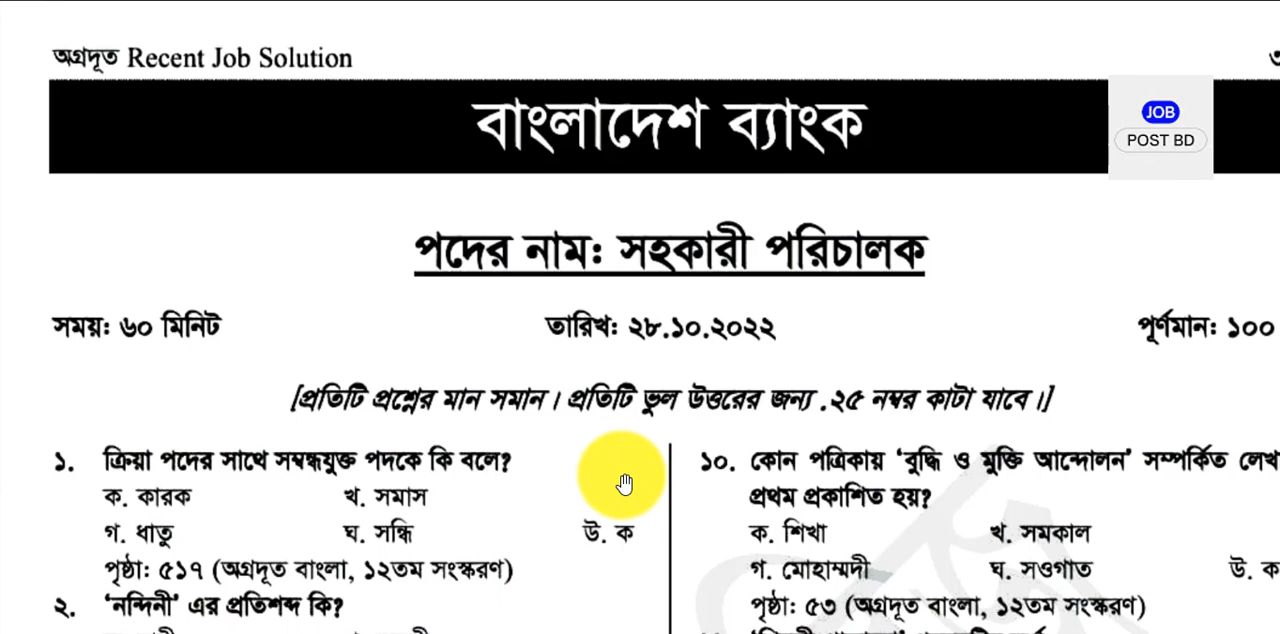 অগ্রদূত Recent Job Solution
বাংলাদেশ ব্যাংক
JOB
POST BD
পদের নাম: সহকারী পরিচালক
সময়: ৬০ মিনিট
তারিখ: ২৮.১০.২০২২
পূর্ণমান: ১০০
[প্রতিটি প্রশ্নের মান সমান। প্রতিটি ভুল উত্তরের জন্য .২৫ নম্বর কাটা যাবে।]
১. ক্রিয়া পদের সাথে সম্বন্ধযুক্ত পদকে কি বলে?
ক. কারক খ. সমাস
গ. ধাতু ঘ. সন্ধি উ. ক
পৃষ্ঠা: ৫১৭ (অগ্রদূত বাংলা, ১২তম সংস্করণ)
২. ‘নন্দিনী’ এর প্রতিশব্দ কি?
১০. কোন পত্রিকায় ‘বুদ্ধি ও মুক্তি আন্দোলন’ সম্পর্কিত লেখ
প্রথম প্রকাশিত হয়?
ক. শিখা খ. সমকাল
গ. মোহাম্মদী ঘ. সওগাত উ. ক
পৃষ্ঠা: ৫৩ (অগ্রদূত বাংলা, ১২তম সংস্করণ)